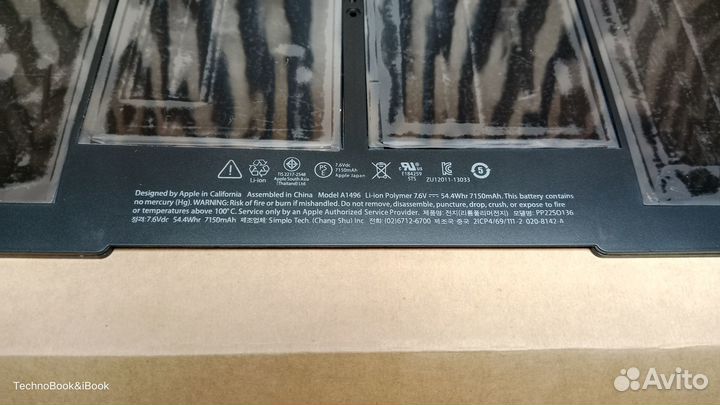 Li-ion
TIS 2217-2548
Apple South Asia
(Thailand) Ltd
PS
E
7.6Vdc
7150mAh
Apple Japan
E184259
STS
ZU12011-13033
Designed by Apple in California Assembled in China Model A1496 Li-ion Polymer 7.6V 54.4Whr 7150mAh. This battery contains
no mercury (Hg). WARNING: Risk of fire or burn if mishandled. Do not remove, disassemble, puncture, drop, crush, or expose to fire
or temperatures above 100°C. Service only by an Apple Authorized Service Provider. 제품명: 전지(리튬폴리머전지) 모델명: PP22SD136
정격:7.6Vdc 54.4Whr 7150mAh 제조업체: Simplo Tech. (Chang Shu) Inc. 전화: (02)6712-6700 제조국: 중국 2ICP4/69/111-2 020-8142-A
TechnoBook&iBook
Avito